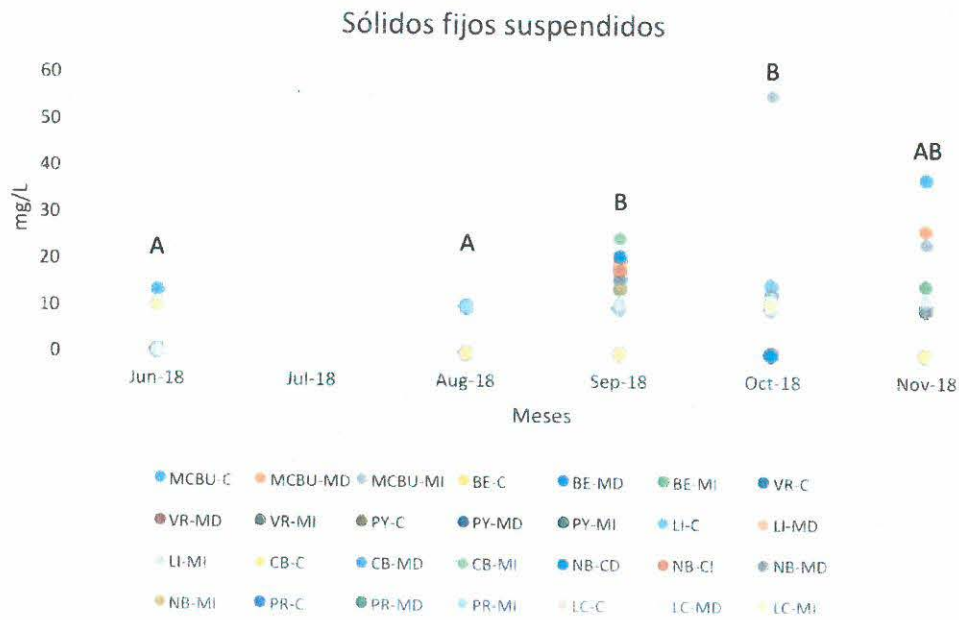 Sólidos fijos suspendidos
60
50
40
30
20
10
0
mg/L
A
A
B
B
AB
Jun-18 Jul-18 Aug-18 Sep-18 Oct-18 Nov-18
Meses
MCBU-C MCBU-MD MCBU-MI BE-C BE-MD BE-MI VR-C
VR-MD VR-MI PY-C PY-MD PY-MI LI-C LI-MD
LI-MI CB-C CB-MD CB-MI NB-CD NB-CI NB-MD
NB-MI PR-C PR-MD PR-MI LC-C LC-MD LC-MI